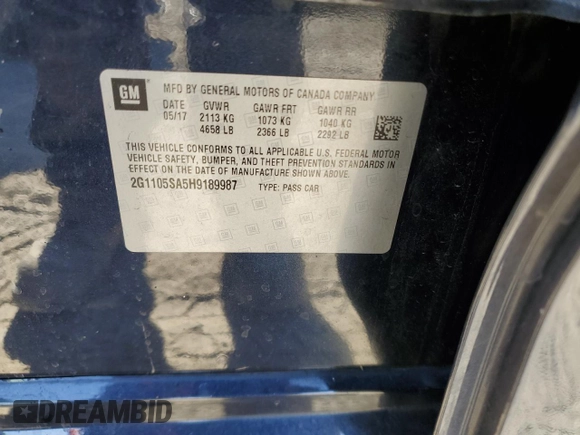 GM
MFD BY GENERAL MOTORS OF CANADA COMPANY
DATE GVWR GAWR FRT GAWR RR
05/17 2113 KG 1073 KG 1040 KG
4658 LB 2366 LB 2292 LB
THIS VEHICLE CONFORMS TO ALL APPLICABLE U.S. FEDERAL MOTOR
VEHICLE SAFETY, BUMPER, AND THEFT PREVENTION STANDARDS IN
EFFECT ON THE DATE OF MANUFACTURE SHOWN ABOVE.
2G1105SA5H9189987 TYPE: PASS CAR
DREAMBID